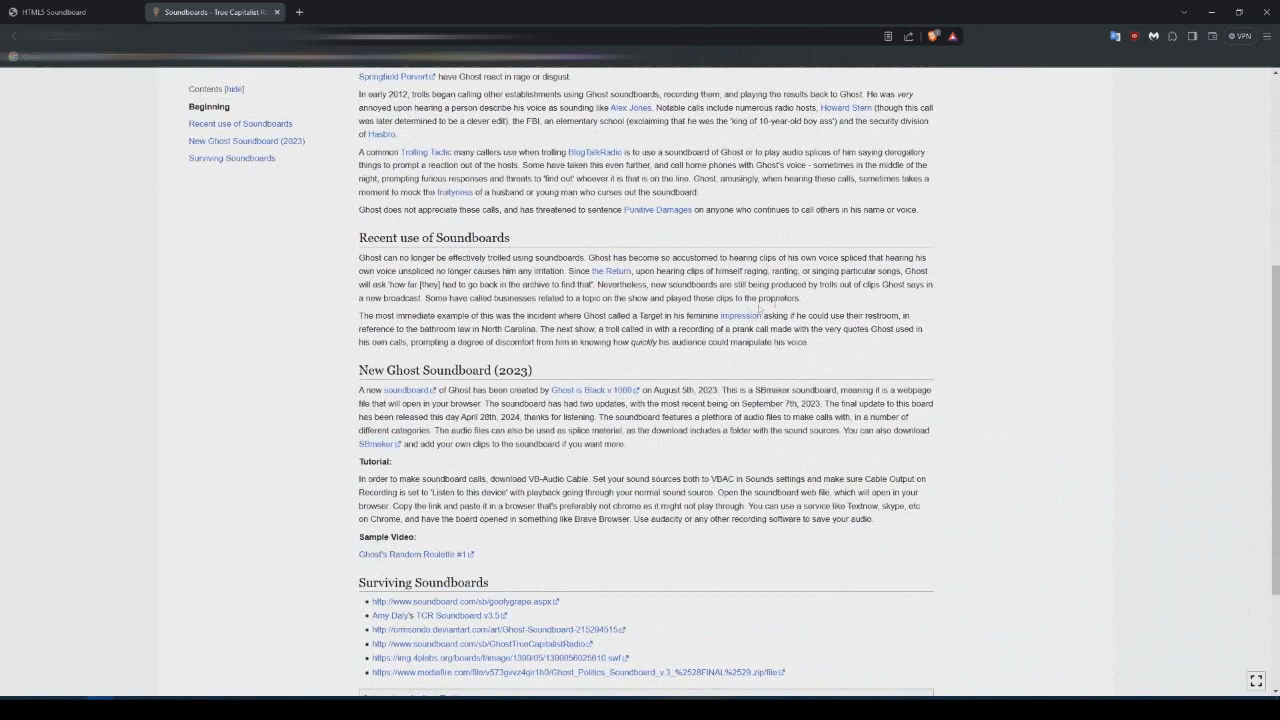 HTML5 Soundboard
Soundboards - True Capitalist R
VPN
Contents [hide]
Beginning
Recent use of Soundboards
New Ghost Soundboard (2023)
Surviving Soundboards
Springfield Pervert have Ghost react in rage or disgust.
In early 2012, trolls began calling other establishments using Ghost soundboards, recording them, and playing the results back to Ghost. He was very
annoyed upon hearing a person describe his voice as sounding like Alex Jones. Notable calls include numerous radio hosts, Howard Stern (though this call
was later determined to be a clever edit), the FBI, an elementary school (exclaiming that he was the 'king of 10-year-old boy ass') and the security division
of Hasbro.
A common Trolling Tactic many callers use when trolling BlogTalkRadio is to use a soundboard of Ghost or to play audio splices of him saying derogatory
things to prompt a reaction out of the hosts. Some have taken this even further, and call home phones with Ghost's voice - sometimes in the middle of the
night, prompting furious responses and threats to 'find out' whoever it is that is on the line. Ghost, amusingly, when hearing these calls, sometimes takes a
moment to mock the fruityness of a husband or young man who curses out the soundboard.
Ghost does not appreciate these calls, and has threatened to sentence Punitive Damages on anyone who continues to call others in his name or voice.
Recent use of Soundboards
Ghost can no longer be effectively trolled using soundboards. Ghost has become so accustomed to hearing clips of his own voice spliced that hearing his
own voice unspliced no longer causes him any irritation. Since the Return, upon hearing clips of himself raging, ranting, or singing particular songs, Ghost
will ask 'how far [they] had to go back in the archive to find that'. Nevertheless, new soundboards are still being produced by trolls out of clips Ghost says in
a new broadcast. Some have called businesses related to a topic on the show and played these clips to the proprietors.
The most immediate example of this was the incident where Ghost called a Target in his feminine impression asking if he could use their restroom, in
reference to the bathroom law in North Carolina. The next show, a troll called in with a recording of a prank call made with the very quotes Ghost used in
his own calls, prompting a degree of discomfort from him in knowing how quickly his audience could manipulate his voice.
New Ghost Soundboard (2023)
A new soundboard of Ghost has been created by Ghost is Black v.1069 on August 5th, 2023. This is a SBmaker soundboard, meaning it is a webpage
file that will open in your browser. The soundboard has had two updates, with the most recent being on September 7th, 2023. The final update to this board
has been released this day April 28th, 2024, thanks for listening. The soundboard features a plethora of audio files to make calls with, in a number of
different categories. The audio files can also be used as splice material, as the download includes a folder with the sound sources. You can also download
SBmaker and add your own clips to the soundboard if you want more.
Tutorial:
In order to make soundboard calls, download VB-Audio Cable. Set your sound sources both to VBAC in Sounds settings and make sure Cable Output on
Recording is set to 'Listen to this device' with playback going through your normal sound source. Open the soundboard web file, which will open in your
browser. Copy the link and paste it in a browser that's preferably not chrome as it might not play through. You can use a service like Textnow, skype, etc
on Chrome, and have the board opened in something like Brave Browser. Use audacity or any other recording software to save your audio.
Sample Video:
Ghost's Random Roulette #1
Surviving Soundboards
http://www.soundboard.com/sb/goofygrape.aspx
Amy Daly's TCR Soundboard v3.5
http://ormsondo.deviantart.com/art/Ghost-Soundboard-215294515
http://www.soundboard.com/sb/GhostTrueCapitalistRadio
https://img.4plebs.org/boards/f/image/1399/05/1399056025610.swf
https://www.mediafire.com/file/v573gvvz4qir1h0/Ghost_Politics_Soundboard_v.3_%2528FINAL%2529.zip/file